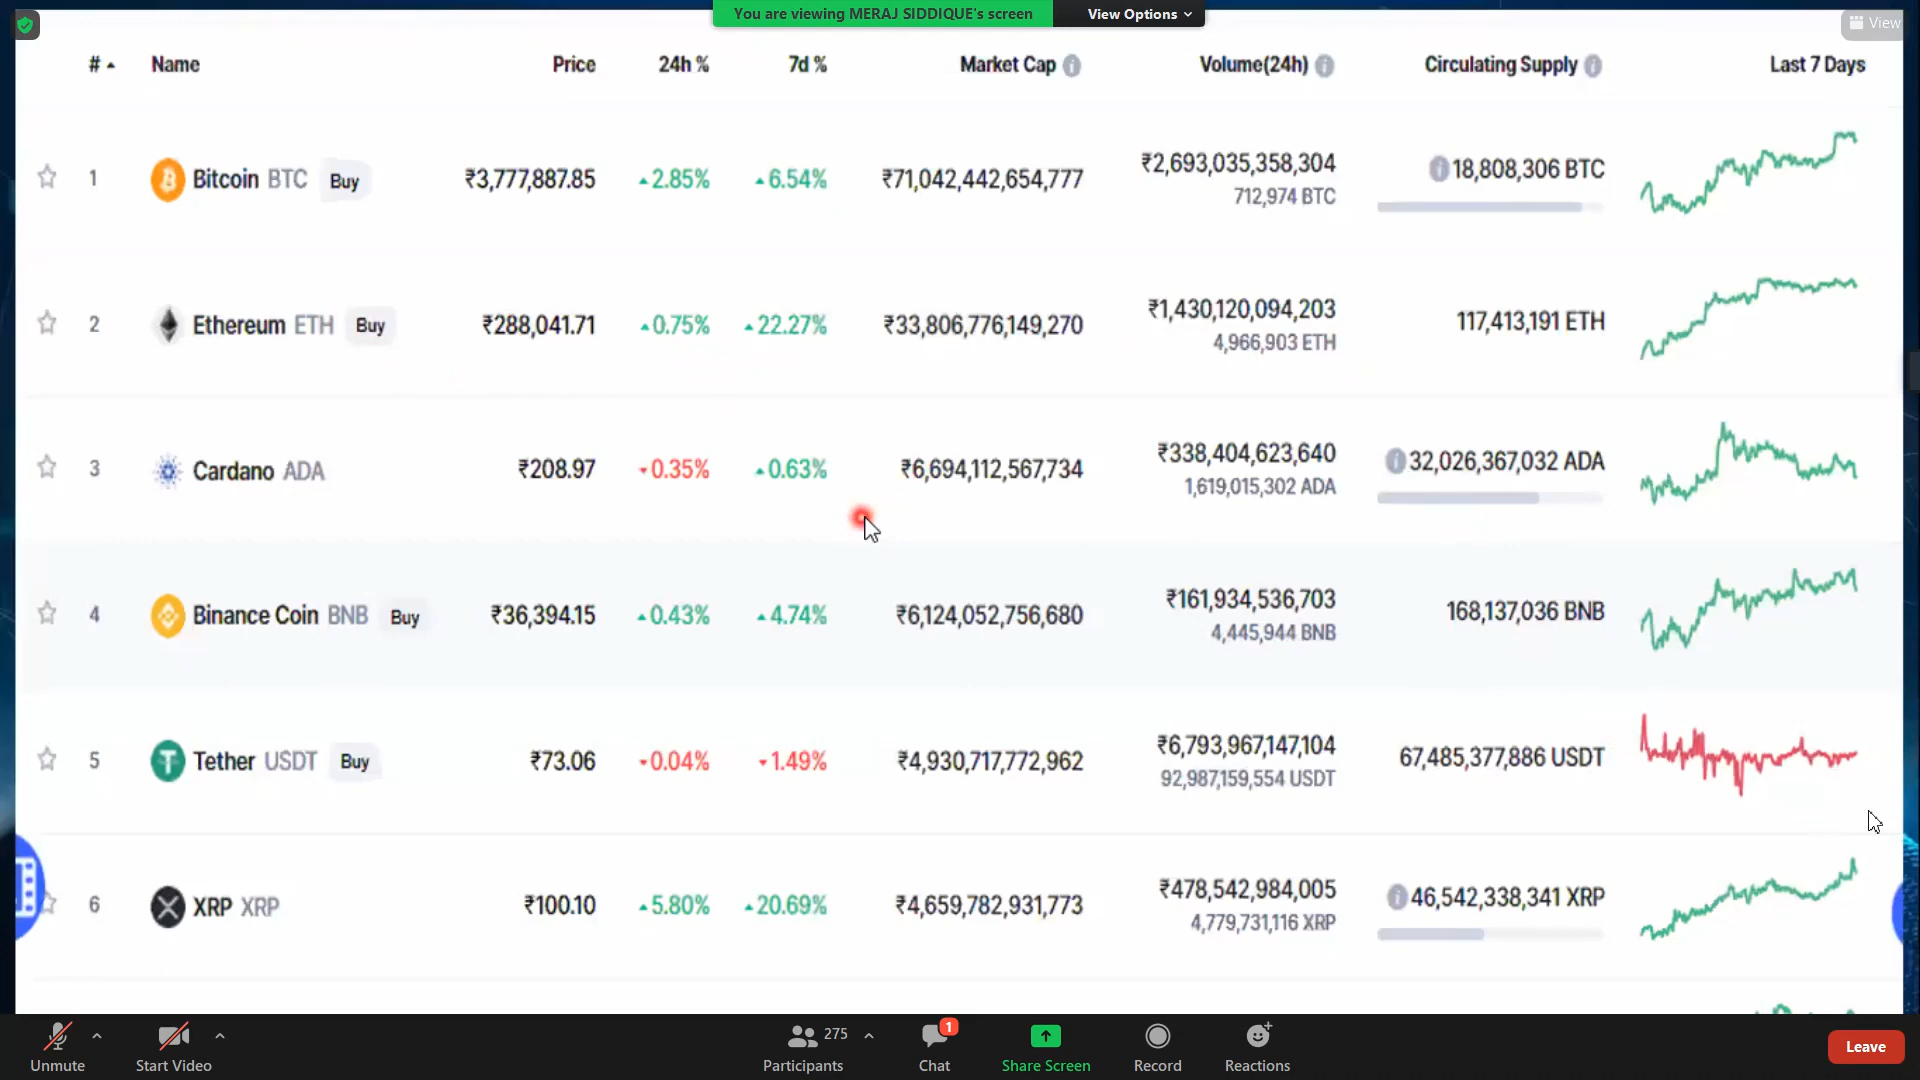 You are viewing MERAJ SIDDIQUE's screen View Options
View
# Name Price 24h % 7d % Market Cap Volume(24h) Circulating Supply Last 7 Days
1 Bitcoin BTC Buy ₹3,777,887.85 2.85% 6.54% ₹71,042,442,654,777 ₹2,693,035,358,304 18,808,306 BTC
712,974 BTC
2 Ethereum ETH Buy ₹288,041.71 0.75% 22.27% ₹33,806,776,149,270 ₹1,430,120,094,203 117,413,191 ETH
4,966,903 ETH
3 Cardano ADA ₹208.97 0.35% 0.63% ₹6,694,112,567,734 ₹338,404,623,640 32,026,367,032 ADA
1,619,015,302 ADA
4 Binance Coin BNB Buy ₹36,394.15 0.43% 4.74% ₹6,124,052,756,680 ₹161,934,536,703 168,137,036 BNB
4,445,944 BNB
5 Tether USDT Buy ₹73.06 0.04% 1.49% ₹4,930,717,772,962 ₹6,793,967,147,104 67,485,377,886 USDT
92,987,159,554 USDT
6 XRP XRP ₹100.10 5.80% 20.69% ₹4,659,782,931,773 ₹478,542,984,005 46,542,338,341 XRP
4,779,731,116 XRP
275 1
Unmute Start Video Participants Chat Share Screen Record Reactions Leave